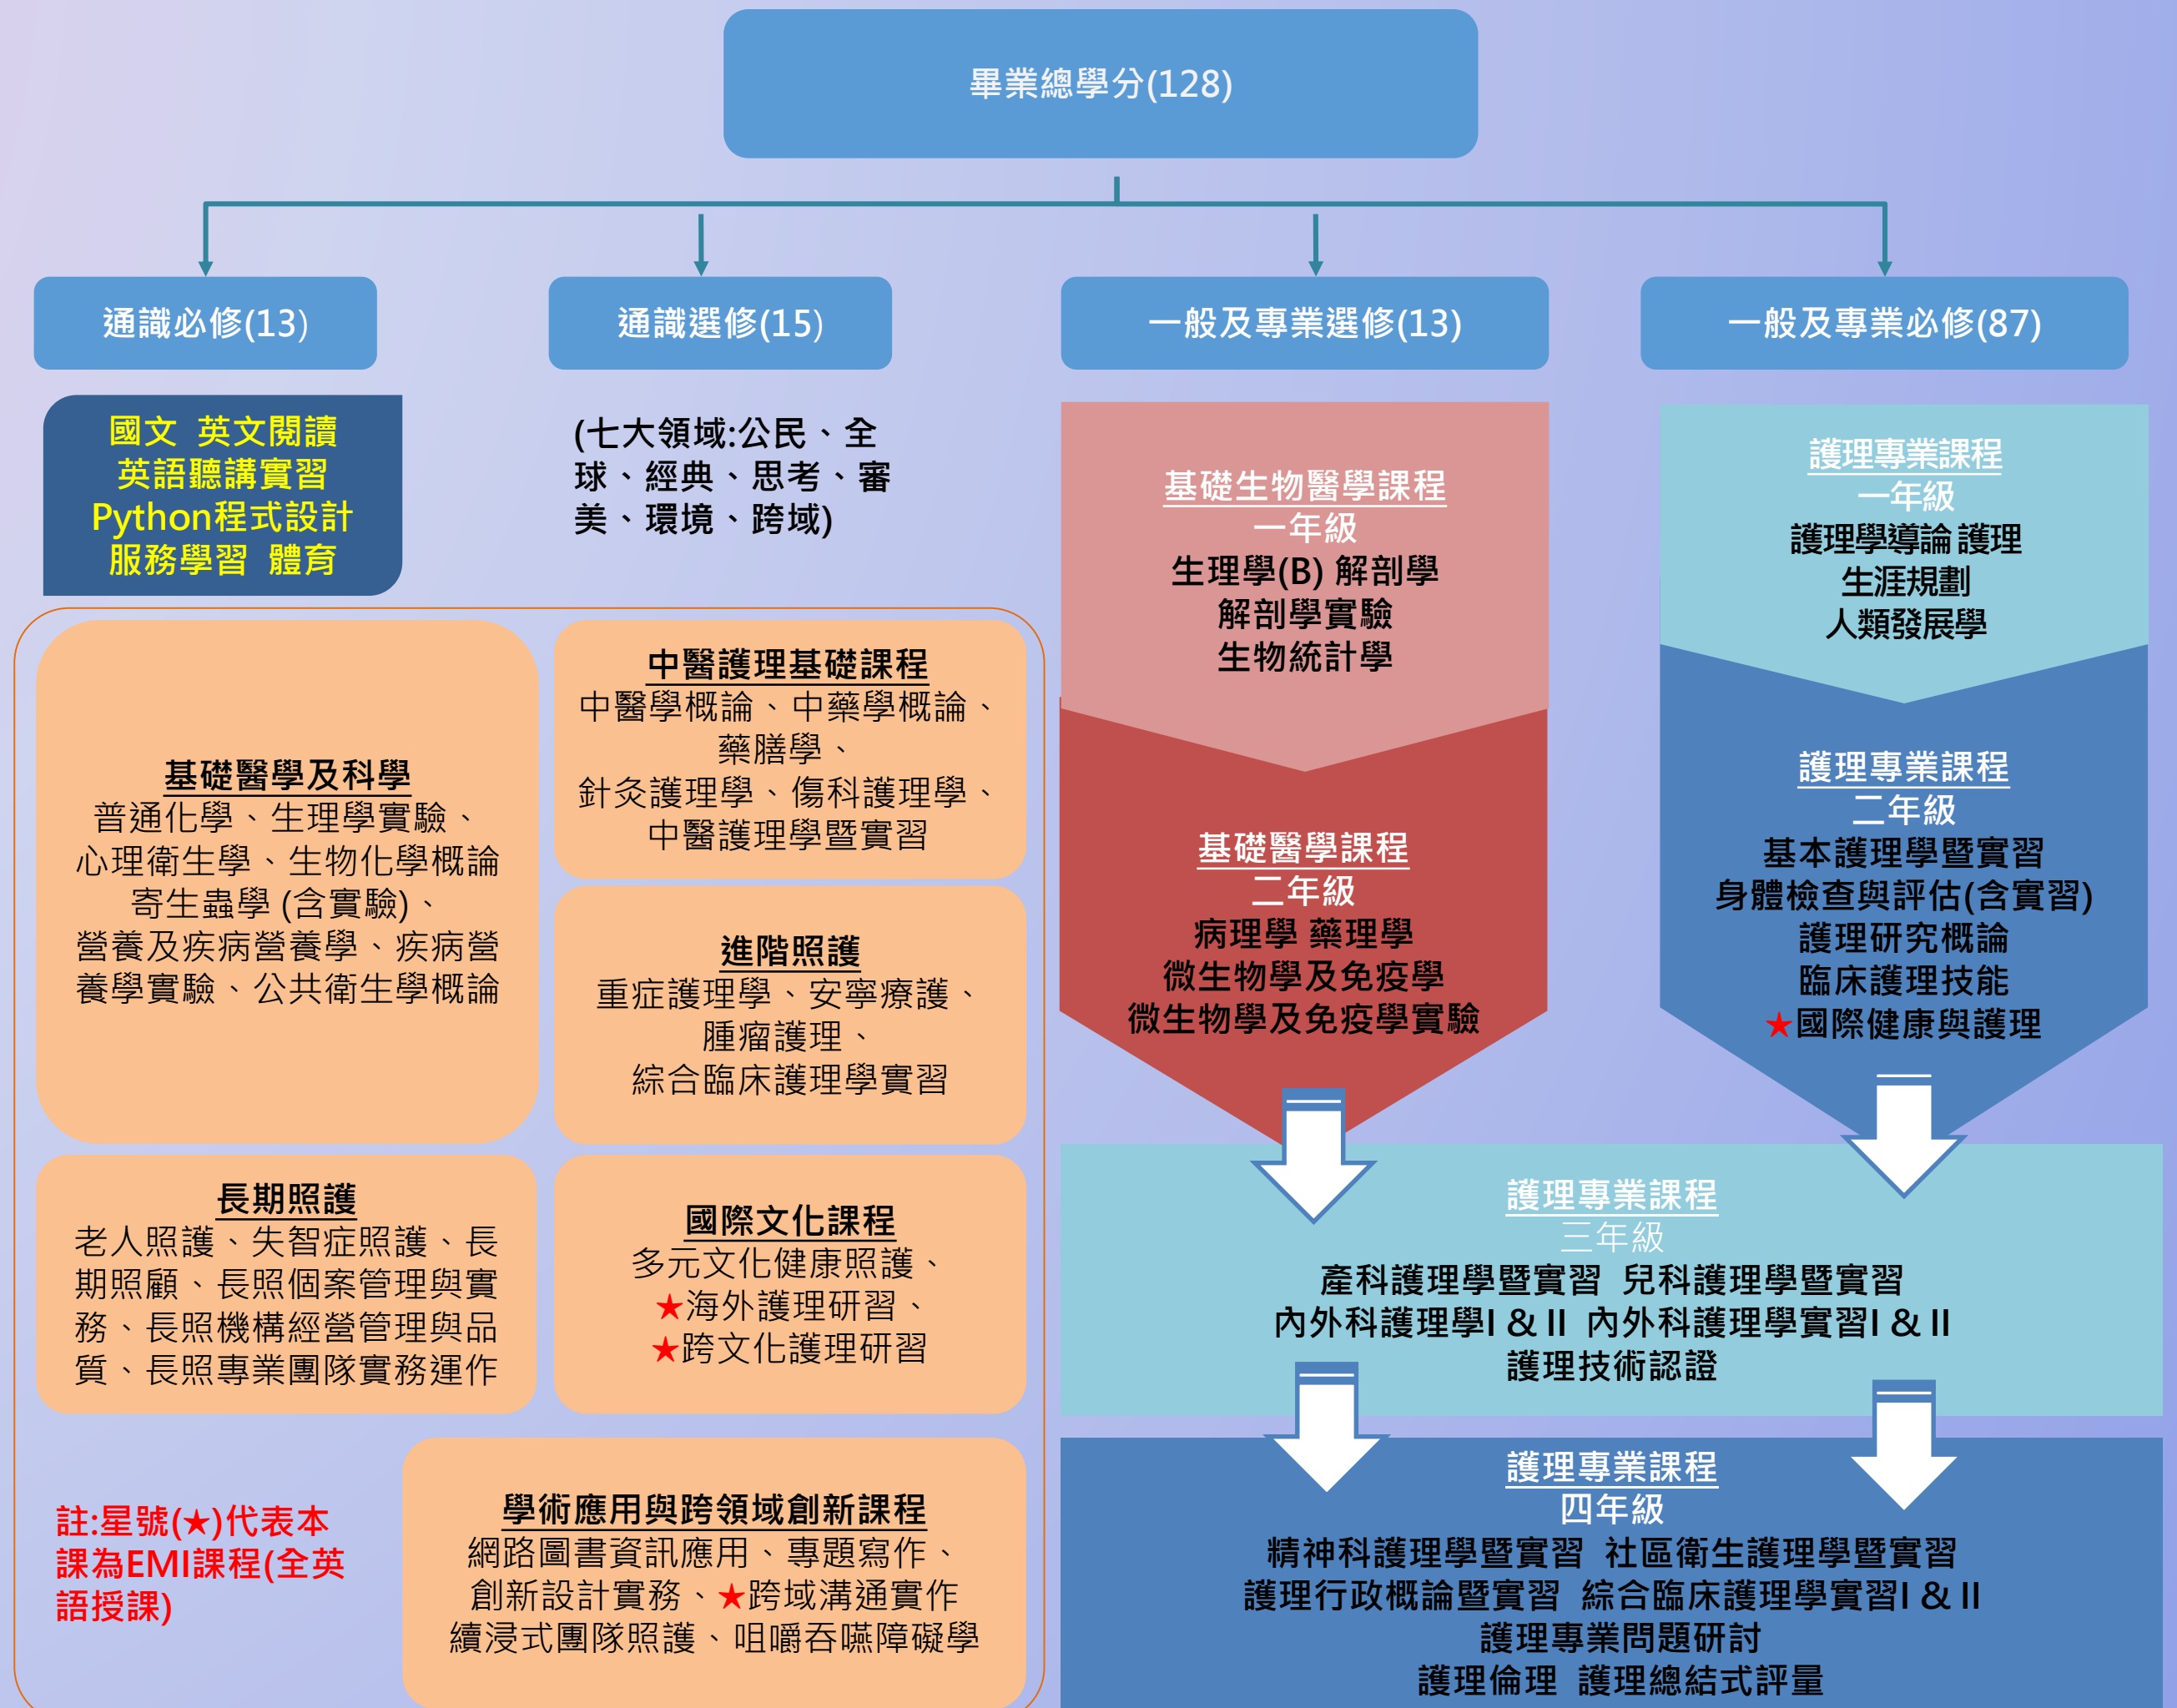 畢業總學分(128)
通識必修(13)
通識選修(15)
一般及專業選修(13)
一般及專業必修(87)
國文 英文閱讀
英語聽講實習
Python程式設計
服務學習 體育
(七大領域:公民、全
球、經典、思考、審
美、環境、跨域)
基礎生物醫學課程
一年級
生理學(B) 解剖學
解剖學實驗
生物統計學
護理專業課程
一年級
護理學導論 護理
生涯規劃
人類發展學
基礎醫學及科學
普通化學、生理學實驗、
心理衛生學、生物化學概論
寄生蟲學 (含實驗)、
營養及疾病營養學、疾病營
養學實驗、公共衛生學概論
中醫護理基礎課程
中醫學概論、中藥學概論、
藥膳學、
針灸護理學、傷科護理學、
中醫護理學暨實習
進階照護
重症護理學、安寧療護、
腫瘤護理、
綜合臨床護理學實習
基礎醫學課程
二年級
病理學 藥理學
微生物學及免疫學
微生物學及免疫學實驗
護理專業課程
二年級
基本護理學暨實習
身體檢查與評估(含實習)
護理研究概論
臨床護理技能
★國際健康與護理
長期照護
老人照護、失智症照護、長
期照顧、長照個案管理與實
務、長照機構經營管理與品
質、長照專業團隊實務運作
國際文化課程
多元文化健康照護、
★海外護理研習、
★跨文化護理研習
護理專業課程
三年級
產科護理學暨實習 兒科護理學暨實習
內外科護理學I & II 內外科護理學實習I & II
護理技術認證
註:星號(★)代表本
課為EMI課程(全英
語授課)
學術應用與跨領域創新課程
網路圖書資訊應用、專題寫作、
創新設計實務、★跨域溝通實作
續浸式團隊照護、咀嚼吞嚥障礙學
護理專業課程
四年級
精神科護理學暨實習 社區衛生護理學暨實習
護理行政概論暨實習 綜合臨床護理學實習I & II
護理專業問題研討
護理倫理 護理總結式評量